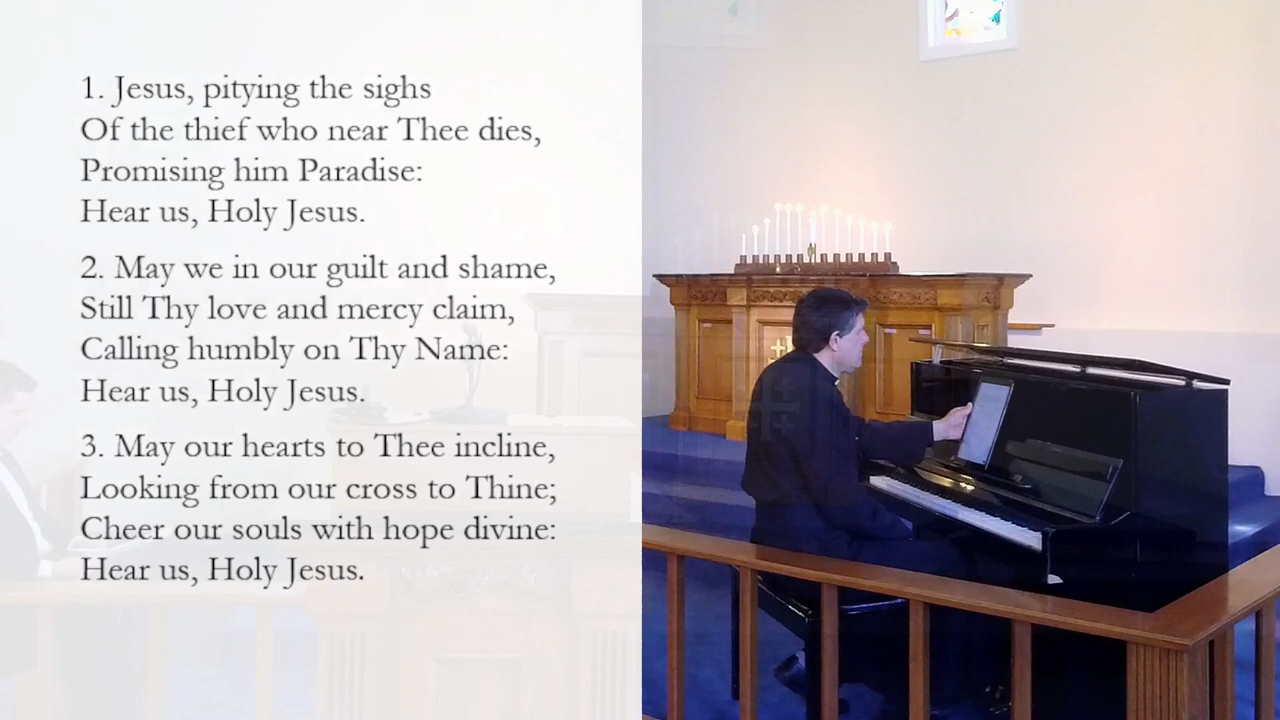 1. Jesus, pitying the sighs
Of the thief who near Thee dies,
Promising him Paradise:
Hear us, Holy Jesus.
2. May we in our guilt and shame,
Still Thy love and mercy claim,
Calling humbly on Thy Name:
Hear us, Holy Jesus.
3. May our hearts to Thee incline,
Looking from our cross to Thine;
Cheer our souls with hope divine:
Hear us, Holy Jesus.